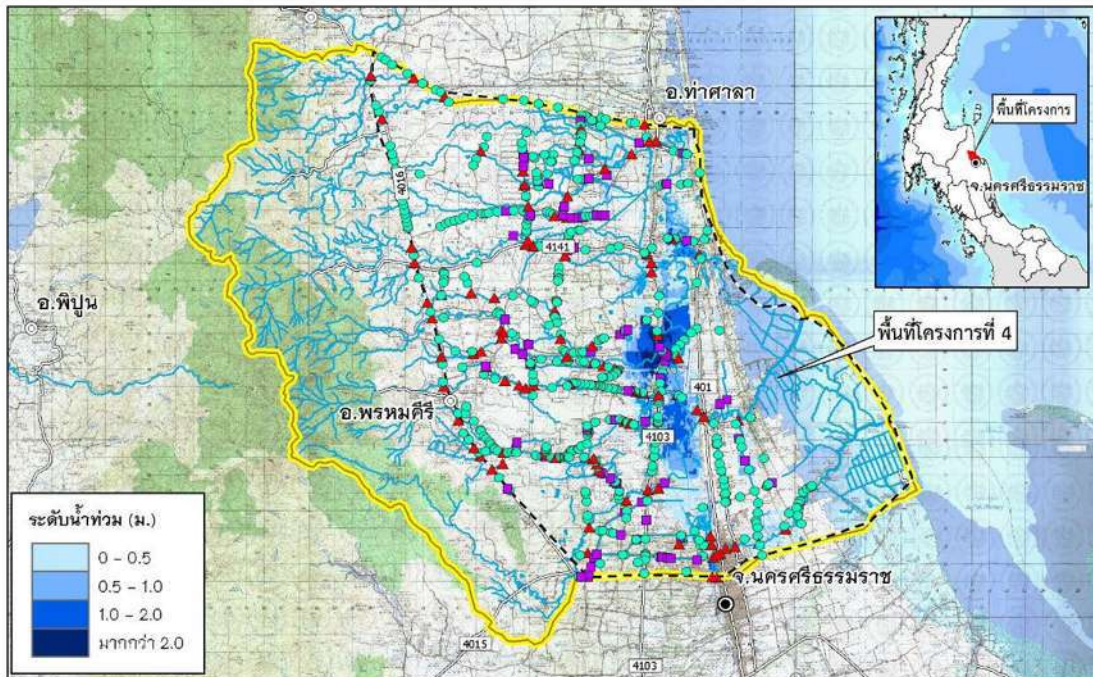 อ.ท่าศาลา
พื้นที่โครงการ
จ.นครศรีธรรมราช
4016
4141
อ.พิปูน
พื้นที่โครงการที่ 4
401
อ.พรหมคีรี
4103
ระดับน้ำท่วม (ม.)
0 - 0.5
0.5 - 1.0
1.0 - 2.0
มากกว่า 2.0
จ.นครศรีธรรมราช
4015
4103